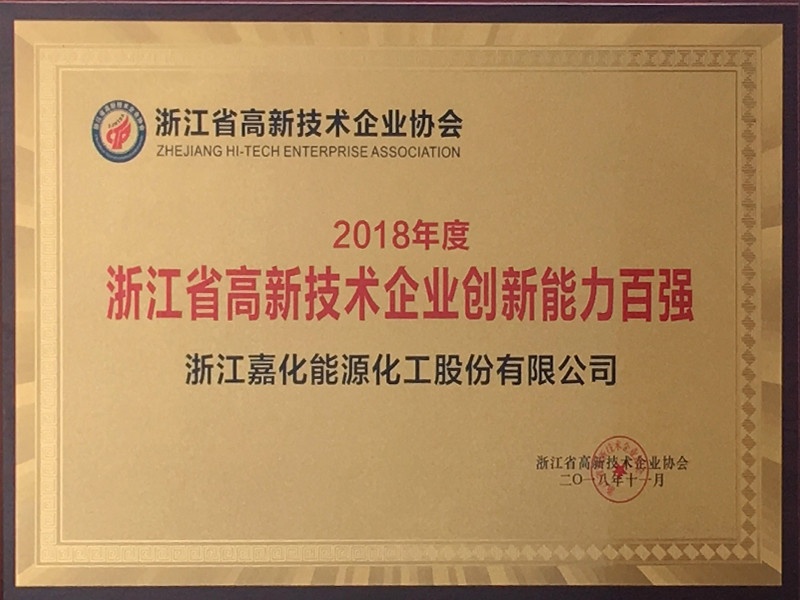 浙江省高新技术企业协会
ZHEJIANG HI-TECH ENTERPRISE ASSOCIATION
2018年度
浙江省高新技术企业创新能力百强
浙江嘉化能源化工股份有限公司
浙江省高新技术企业协会
二〇一八年十一月